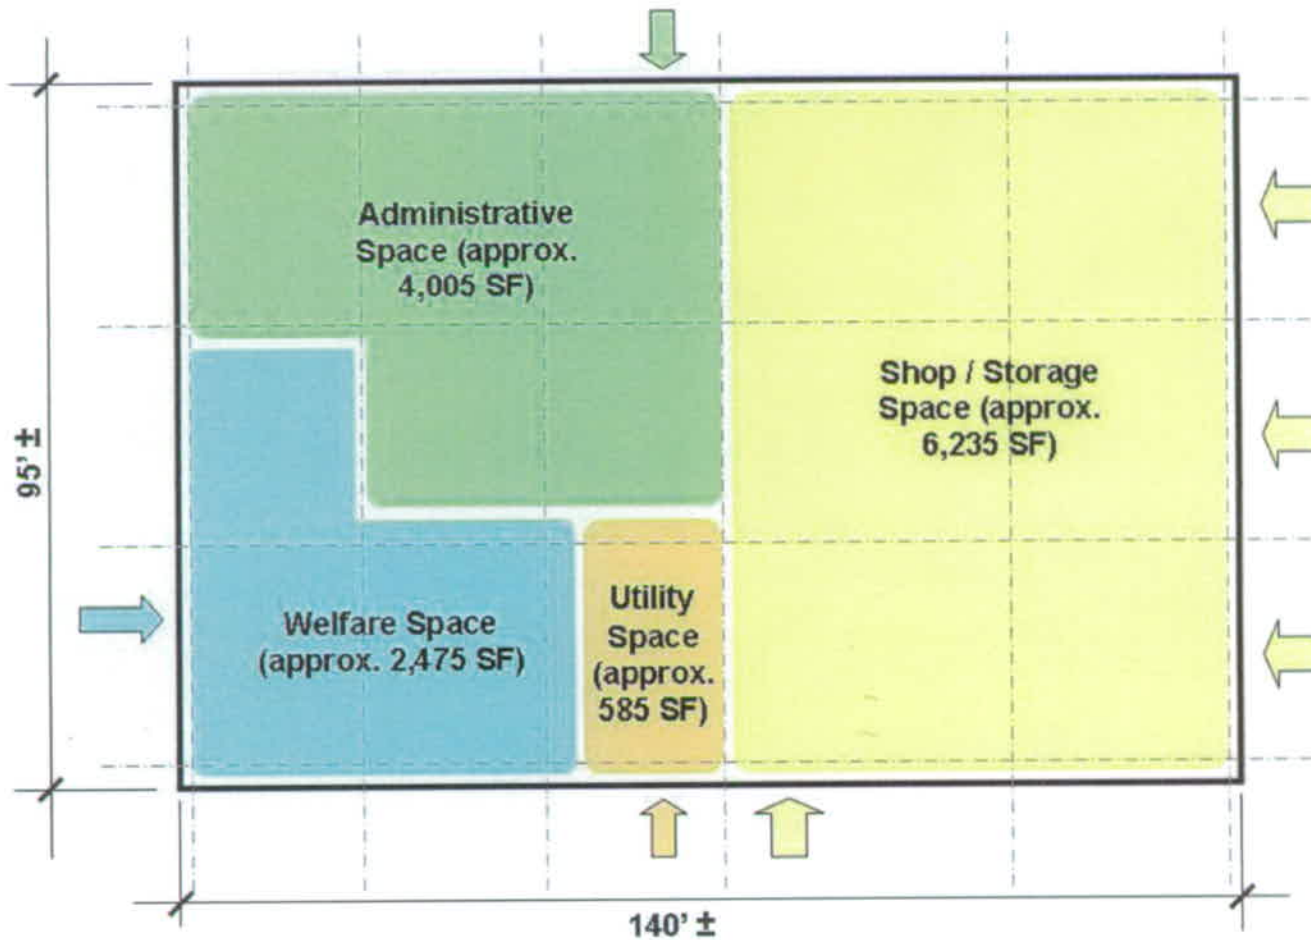 Administrative
Space (approx.
4,005 SF)
Shop / Storage
Space (approx.
6,235 SF)
95' ±
Welfare Space
(approx. 2,475 SF)
Utility
Space
(approx.
585 SF)
140' ±